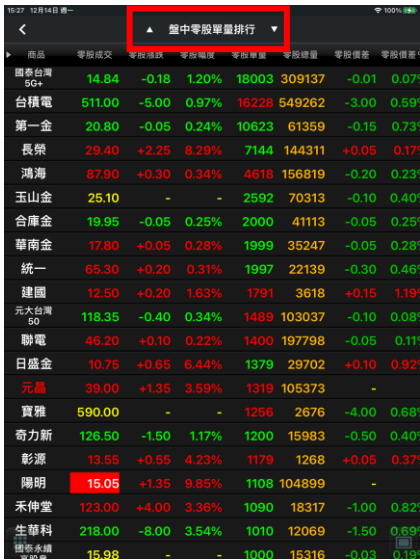 15:27 12月14日 週一 100%
< ▲ 盤中零股單量排行 ▼
▶ 商品 零股成交 零股漲跌 零股幅度 零股單量 零股總量 零股價差 零股價差%
國泰台灣5G+ 14.84 -0.18 1.20% 18003 309137 -0.01 0.07%
台積電 511.00 -5.00 0.97% 16228 549262 -3.00 0.59%
第一金 20.80 -0.05 0.24% 10623 61359 -0.15 0.73%
長榮 29.40 +2.25 8.29% 7144 144311 +0.05 0.17%
鴻海 87.90 +0.30 0.34% 4618 156819 -0.20 0.23%
玉山金 25.10 - - 2592 70313 -0.10 0.40%
合庫金 19.95 -0.05 0.25% 2000 41113 -0.05 0.25%
華南金 17.80 +0.05 0.28% 1999 35247 -0.05 0.28%
統一 65.30 +0.20 0.31% 1997 22139 -0.30 0.46%
建國 12.50 +0.20 1.63% 1791 3618 +0.15 1.19%
元大台灣50 118.35 -0.40 0.34% 1489 103037 -0.10 0.08%
聯電 46.20 +0.10 0.22% 1400 197798 -0.05 0.11%
日盛金 10.75 +0.65 6.44% 1379 29702 +0.10 0.92%
元晶 39.00 +1.35 3.59% 1319 105373 -
寶雅 590.00 - - 1256 2676 -4.00 0.68%
奇力新 126.50 -1.50 1.17% 1200 15983 -0.50 0.40%
彰源 13.55 +0.55 4.23% 1179 1268 +0.05 0.37%
陽明 15.05 +1.35 9.85% 1108 104899 -
禾伸堂 123.00 +4.00 3.36% 1090 18317 -1.00 0.82%
生華科 218.00 -8.00 3.54% 1010 12069 -1.50 0.69%
國泰永續高股息 15.98 - - 1000 15316 -0.03 0.19%